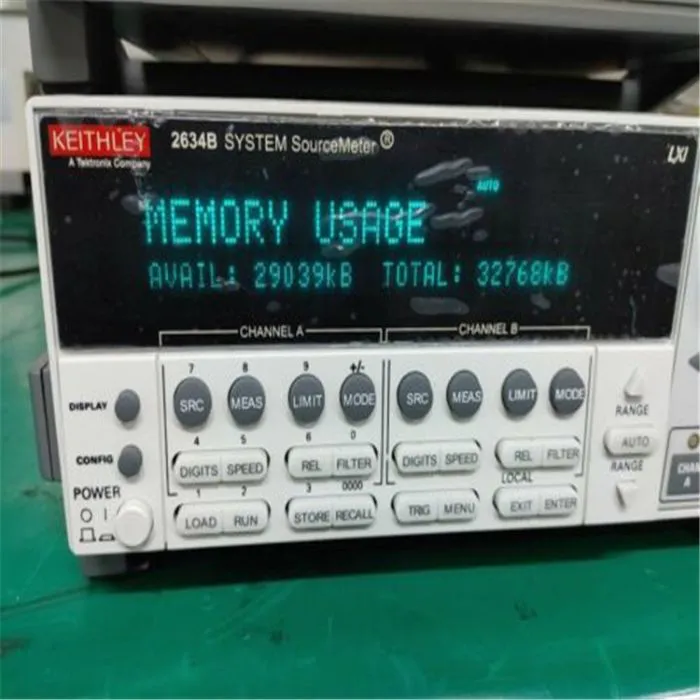 KEITHLEY
A Tektronix Company
2634B SYSTEM SourceMeter®
LXI
AUTO
MEMORY USAGE
AVAIL: 29039kB TOTAL: 32768kB
CHANNEL A
CHANNEL B
7 8 9 +/-
DISPLAY
SRC MEAS LIMIT MODE
SRC MEAS LIMIT MODE
RANGE
AUTO
RANGE
4 5 6 0
CONFIG
DIGITS SPEED REL FILTER
DIGITS SPEED REL FILTER
POWER
O I
1 2 3 0000
LOCAL
LOAD RUN STORE RECALL
TRIG MENU EXIT ENTER
A